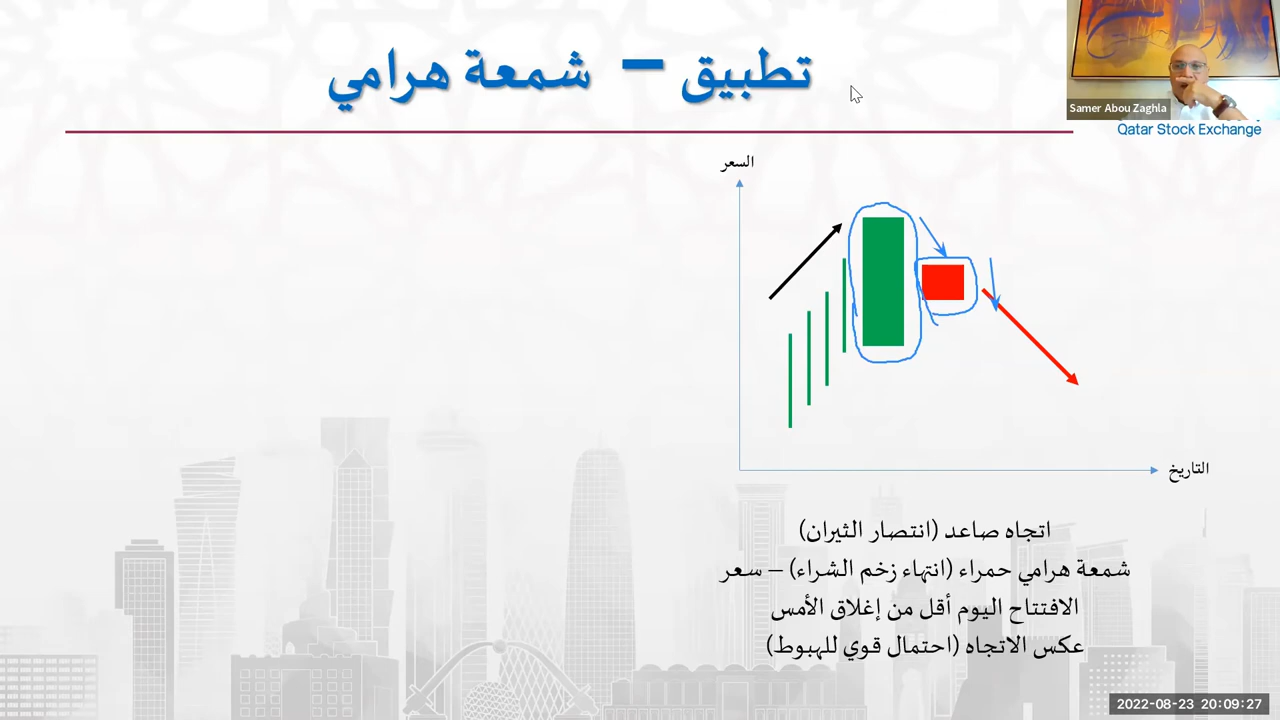 تطبيق – شمعة هرامي
Samer Abou Zaghla
Qatar Stock Exchange
السعر
التاريخ
اتجاه صاعد (انتصار الثيران)
شمعة هرامي حمراء (انتهاء زخم الشراء) – سعر
الافتتاح اليوم أقل من إغلاق الأمس
عكس الاتجاه (احتمال قوي للهبوط)
2022-08-23 20:09:27